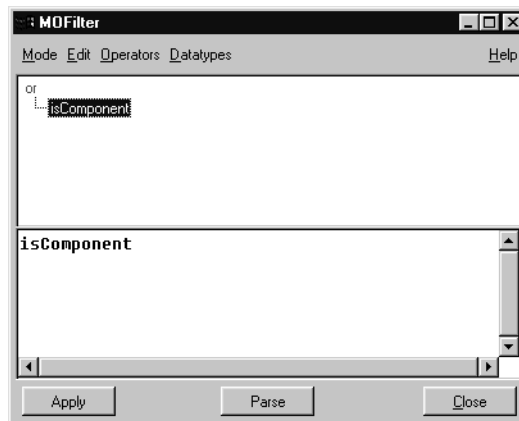 MOFilter
Mode Edit Operators Datatypes Help
or
isComponent
isComponent
Apply Parse Close